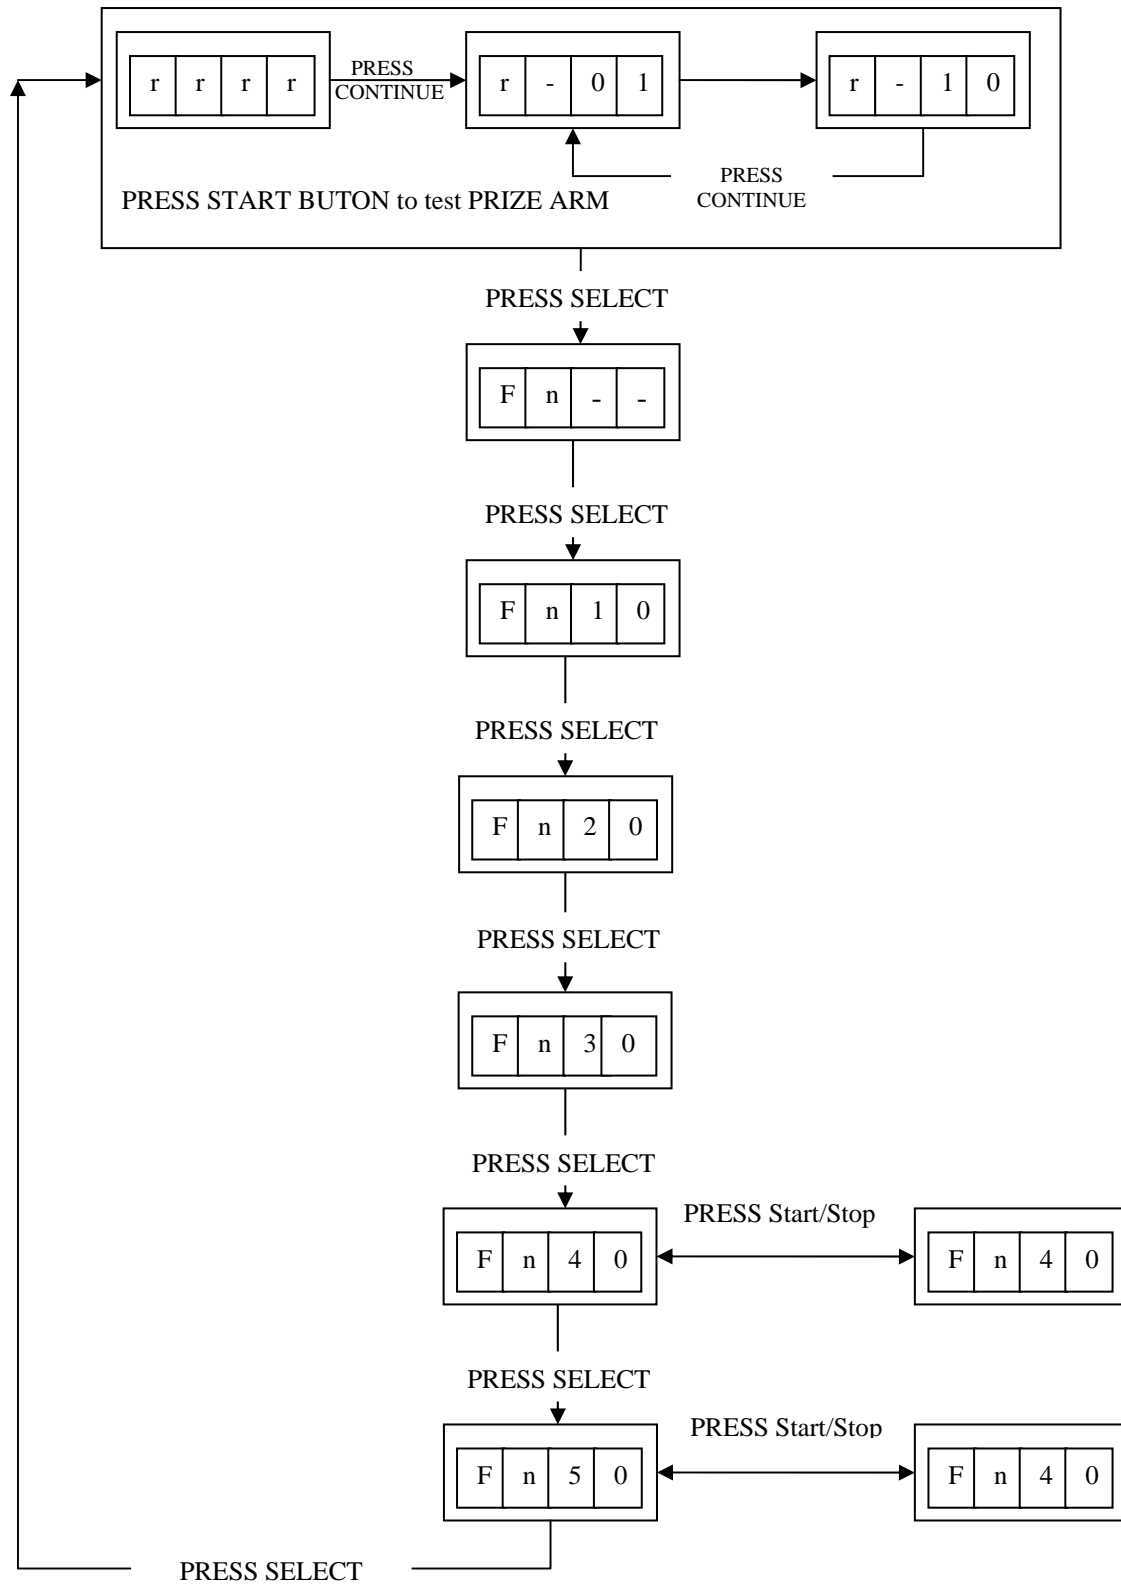 r r r r
PRESS
CONTINUE
r - 0 1
r - 1 0
PRESS
CONTINUE
PRESS START BUTON to test PRIZE ARM
PRESS SELECT
F n - -
PRESS SELECT
F n 1 0
PRESS SELECT
F n 2 0
PRESS SELECT
F n 3 0
PRESS SELECT
F n 4 0
PRESS Start/Stop
F n 4 0
PRESS SELECT
F n 5 0
PRESS Start/Stop
F n 4 0
PRESS SELECT